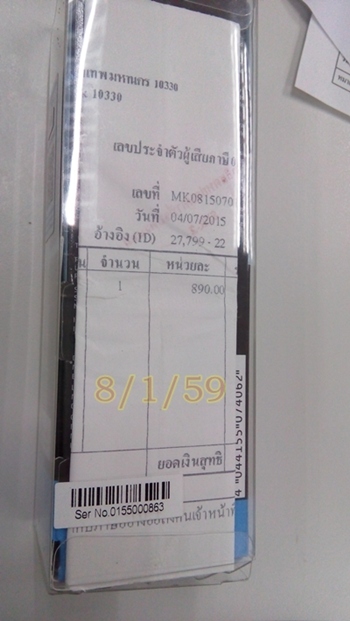 เทพมหานคร 10330
10330
เลขประจำตัวผู้เสียภาษี
เลขที่ MK0815070
วันที่ 04/07/2015
อ้างอิง (ID) 27,799 - 22
จำนวน หน่วยละ
1 890.00
8/1/59
ยอดเงินสุทธิ
4 "044155"074062"
Ser No.0155000863